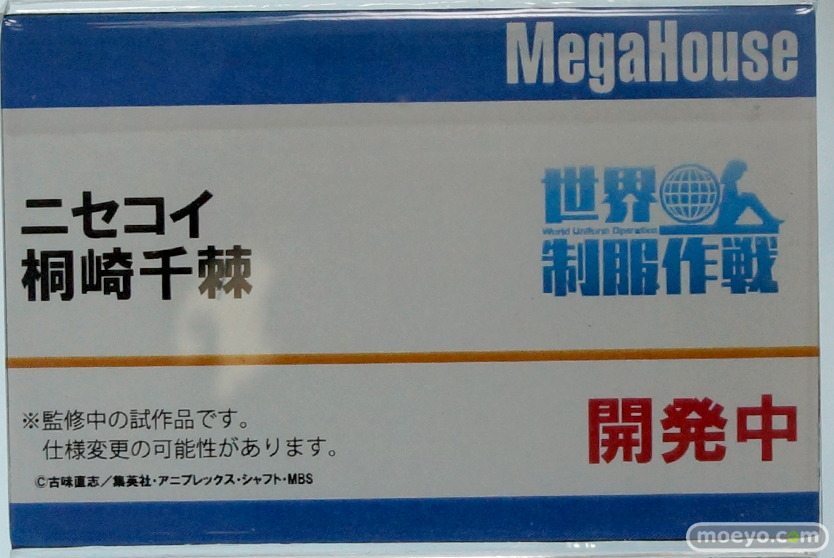 MegaHouse
ニセコイ
桐崎千棘
世界
World Uniform Operation
制服作戦
※監修中の試作品です。
仕様変更の可能性があります。
開発中
©古味直志／集英社・アニプレックス・シャフト・MBS
moeyo.com